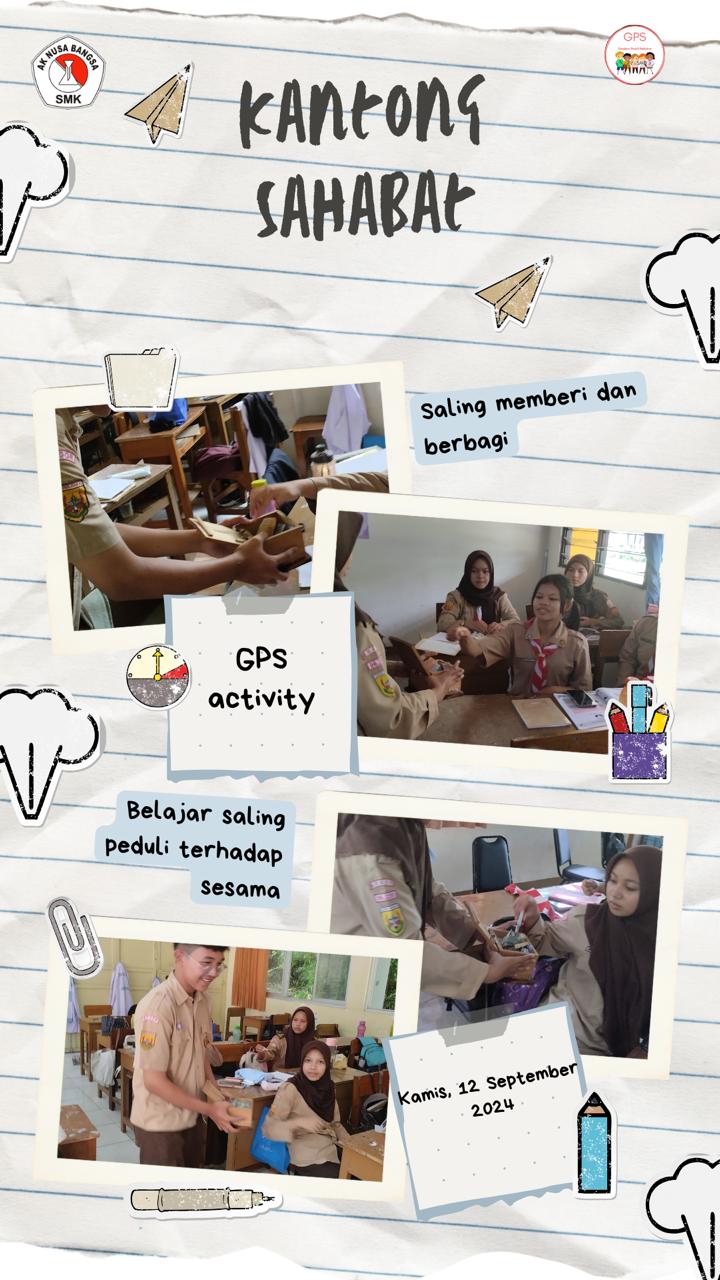 AK NUSA BANGSA
SMK
GPS
KANTONG
SAHABAT
Saling memberi dan
berbagi
GPS
activity
Belajar saling
peduli terhadap
sesama
Kamis, 12 September
2024